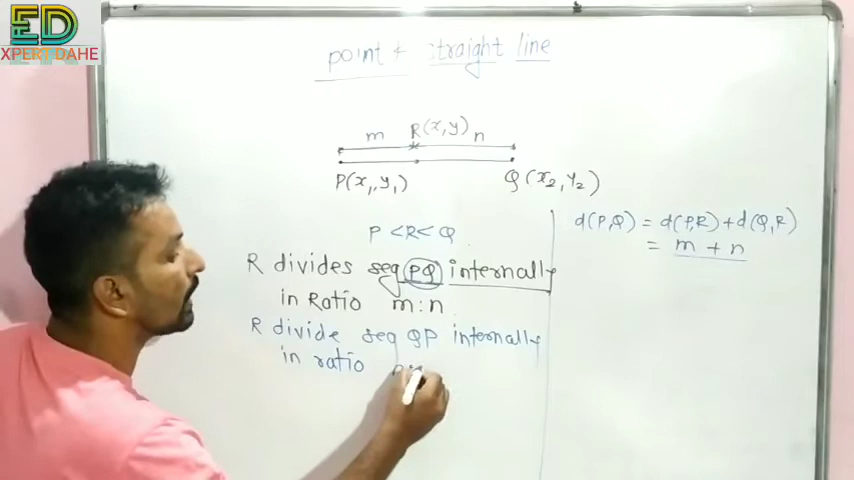 ED
XPERT DAHE
point & straight line
m R(x,y) n
P(x₁,y₁) Q(x₂,y₂)
P < R < Q
R divides seg PQ internally
in Ratio m:n
R divide seg QP internally
in ratio
d(P,Q) = d(P,R) + d(Q,R)
= m + n